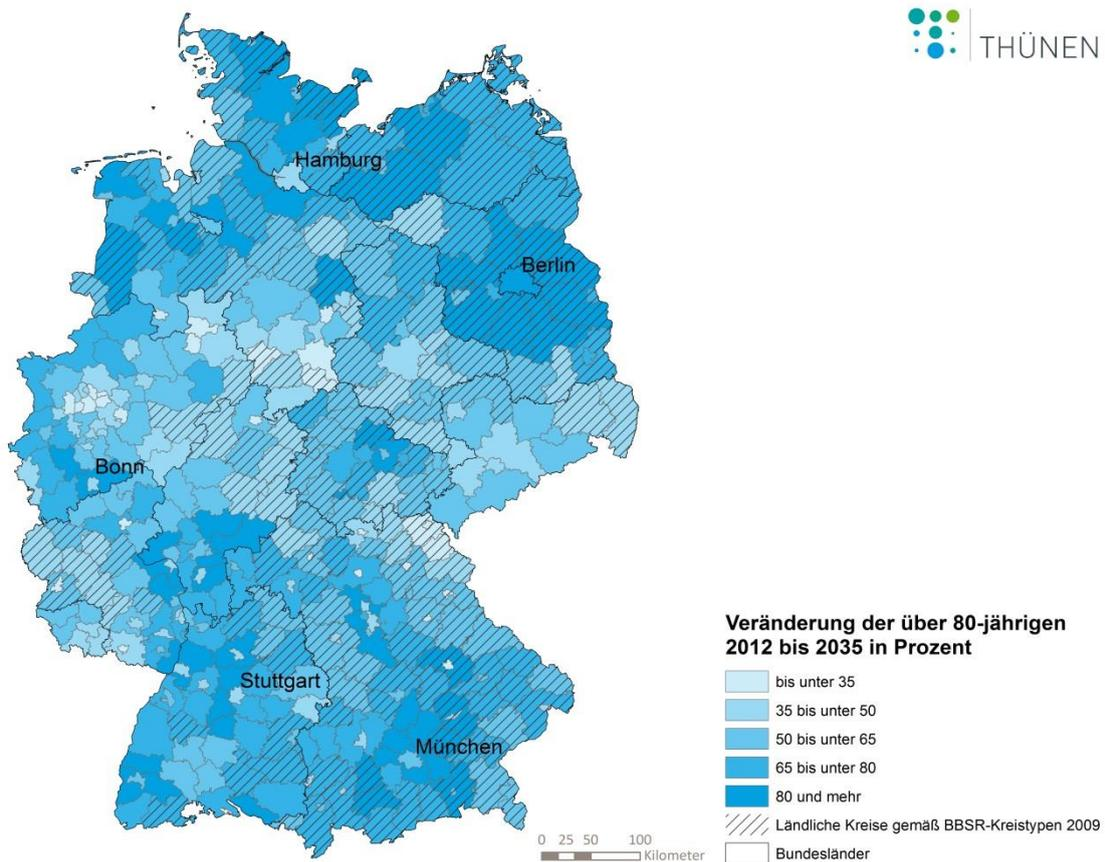 THÜNEN
Hamburg
Berlin
Bonn
Stuttgart
München
Veränderung der über 80-jährigen
2012 bis 2035 in Prozent
bis unter 35
35 bis unter 50
50 bis unter 65
65 bis unter 80
80 und mehr
Ländliche Kreise gemäß BBSR-Kreistypen 2009
Bundesländer
0 25 50 100
Kilometer